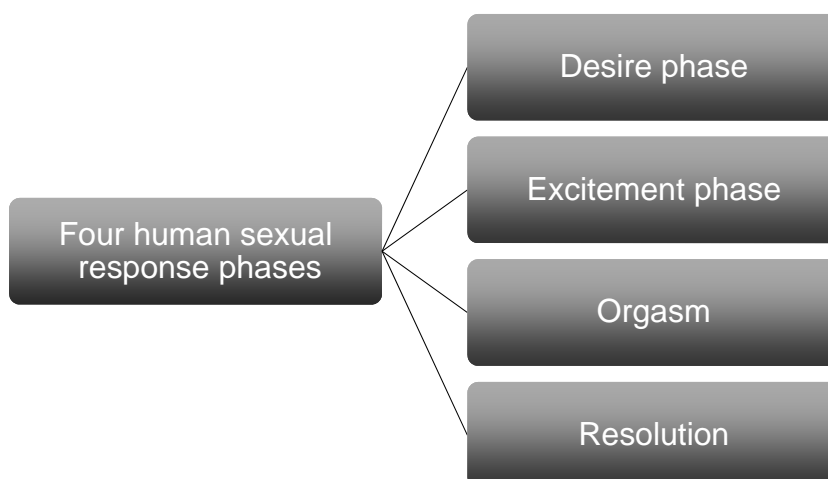 Four human sexual
response phases
Desire phase
Excitement phase
Orgasm
Resolution